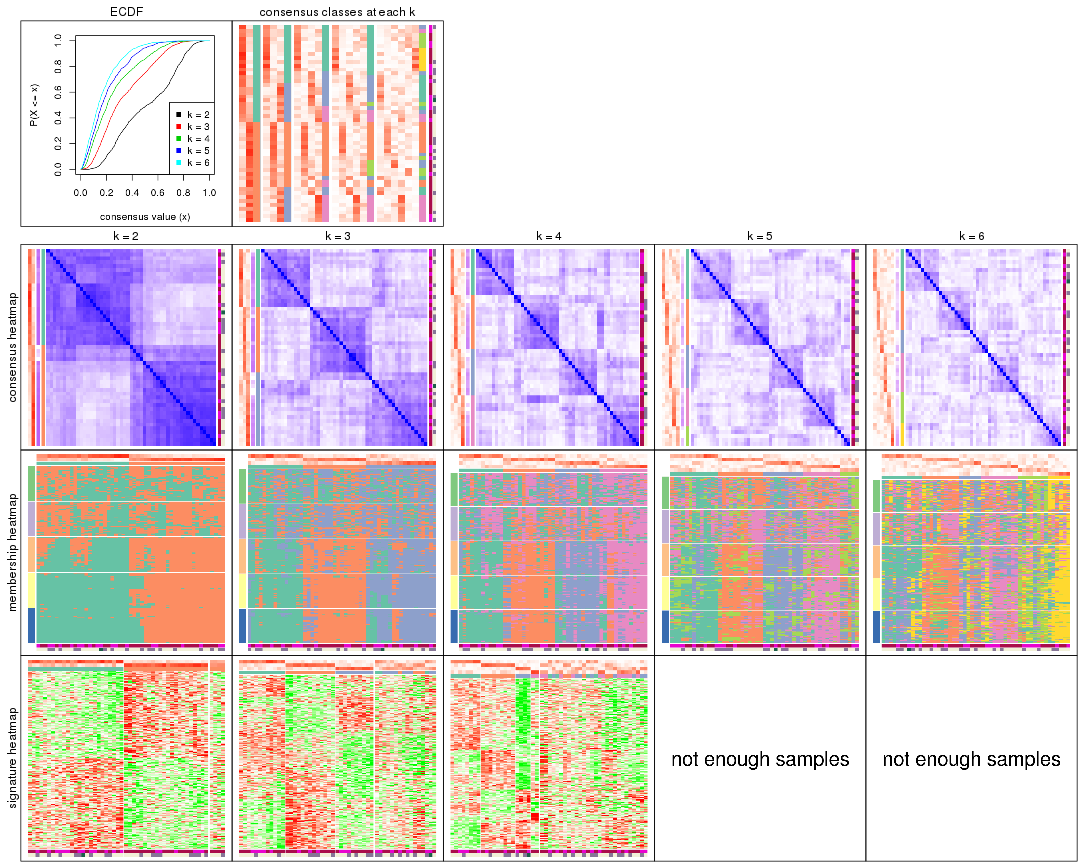 ECDF
consensus classes at each k
P(X <= x)
1.0
0.8
0.6
0.4
0.2
0.0
k = 2
k = 3
k = 4
k = 5
k = 6
0.0 0.2 0.4 0.6 0.8 1.0
consensus value (x)
k = 2
k = 3
k = 4
k = 5
k = 6
consensus heatmap
membership heatmap
signature heatmap
not enough samples
not enough samples